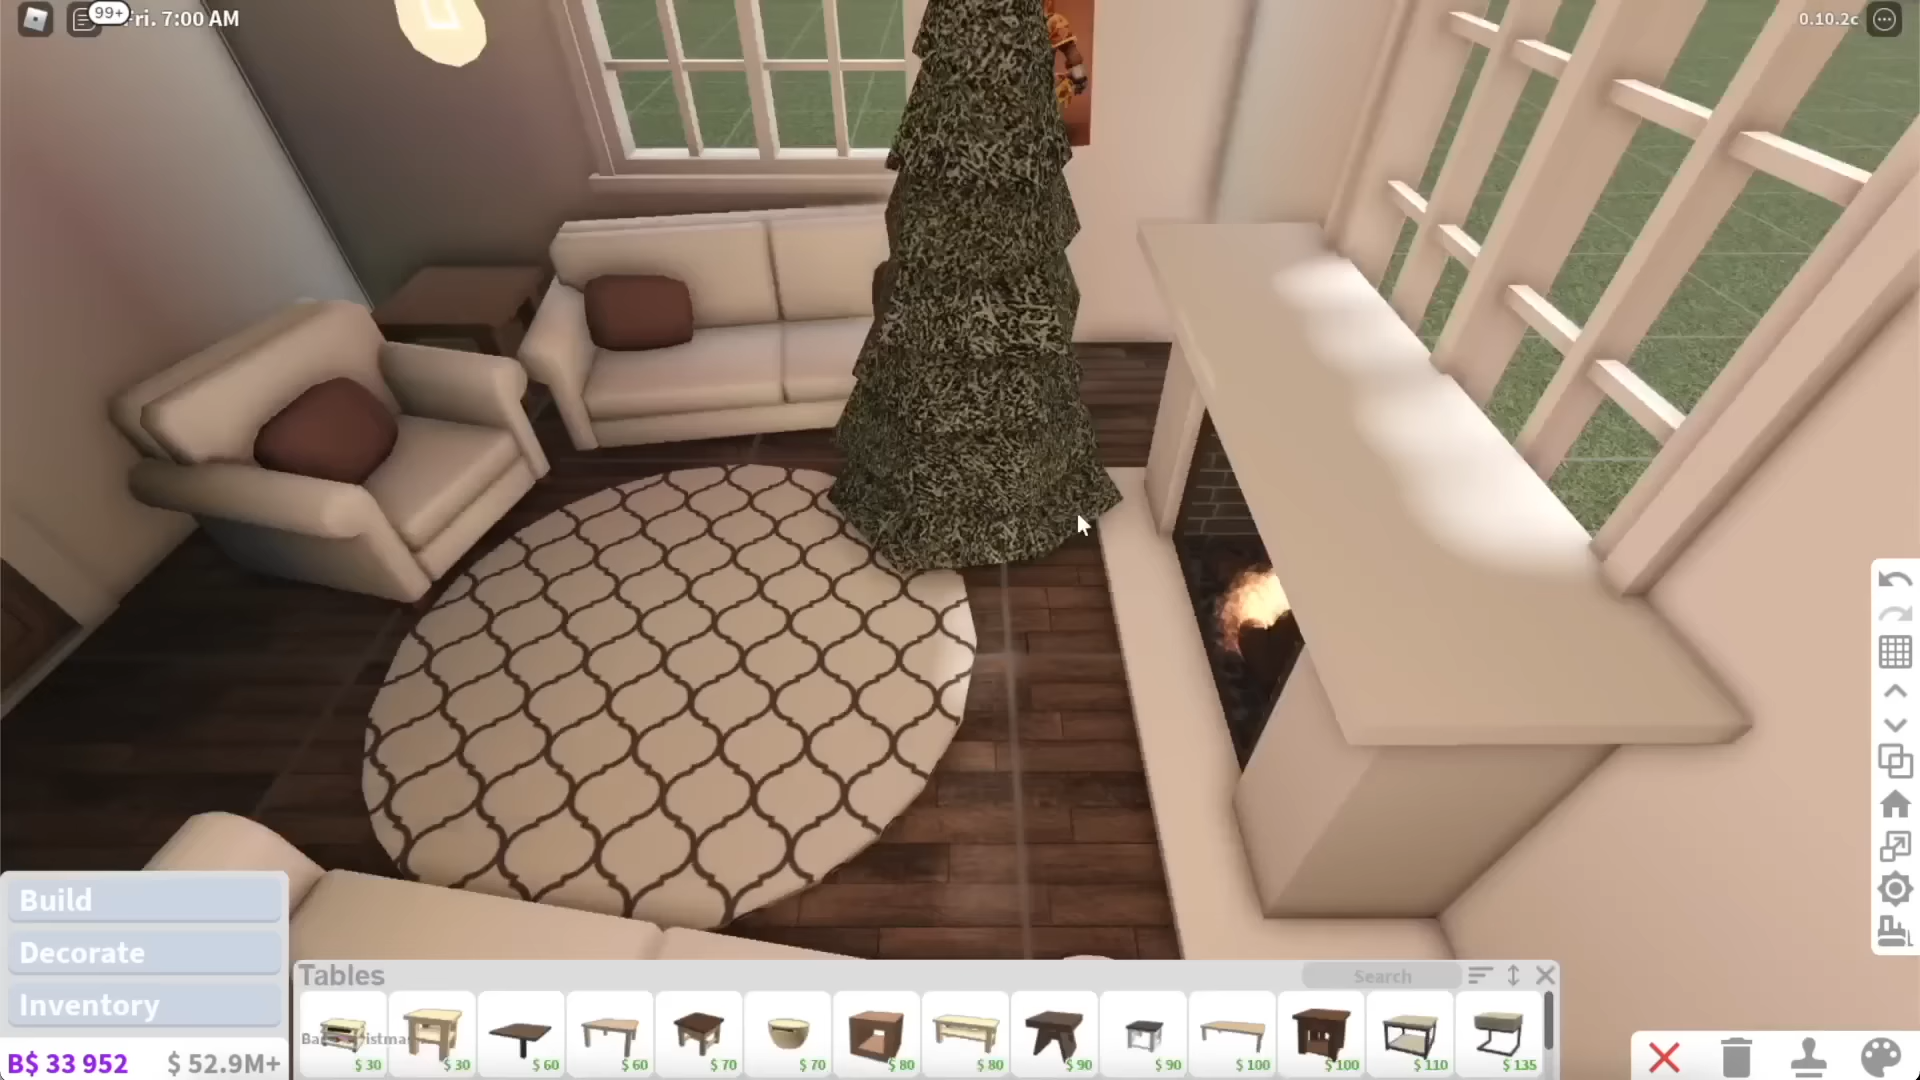 99+
Fri. 7:00 AM
0.10.2c
Build
Decorate
Inventory
B$ 33 952
$ 52.9M+
Tables
Search
$ 30
$ 30
$ 60
$ 60
$ 70
$ 70
$ 80
$ 80
$ 90
$ 90
$ 100
$ 100
$ 110
$ 135